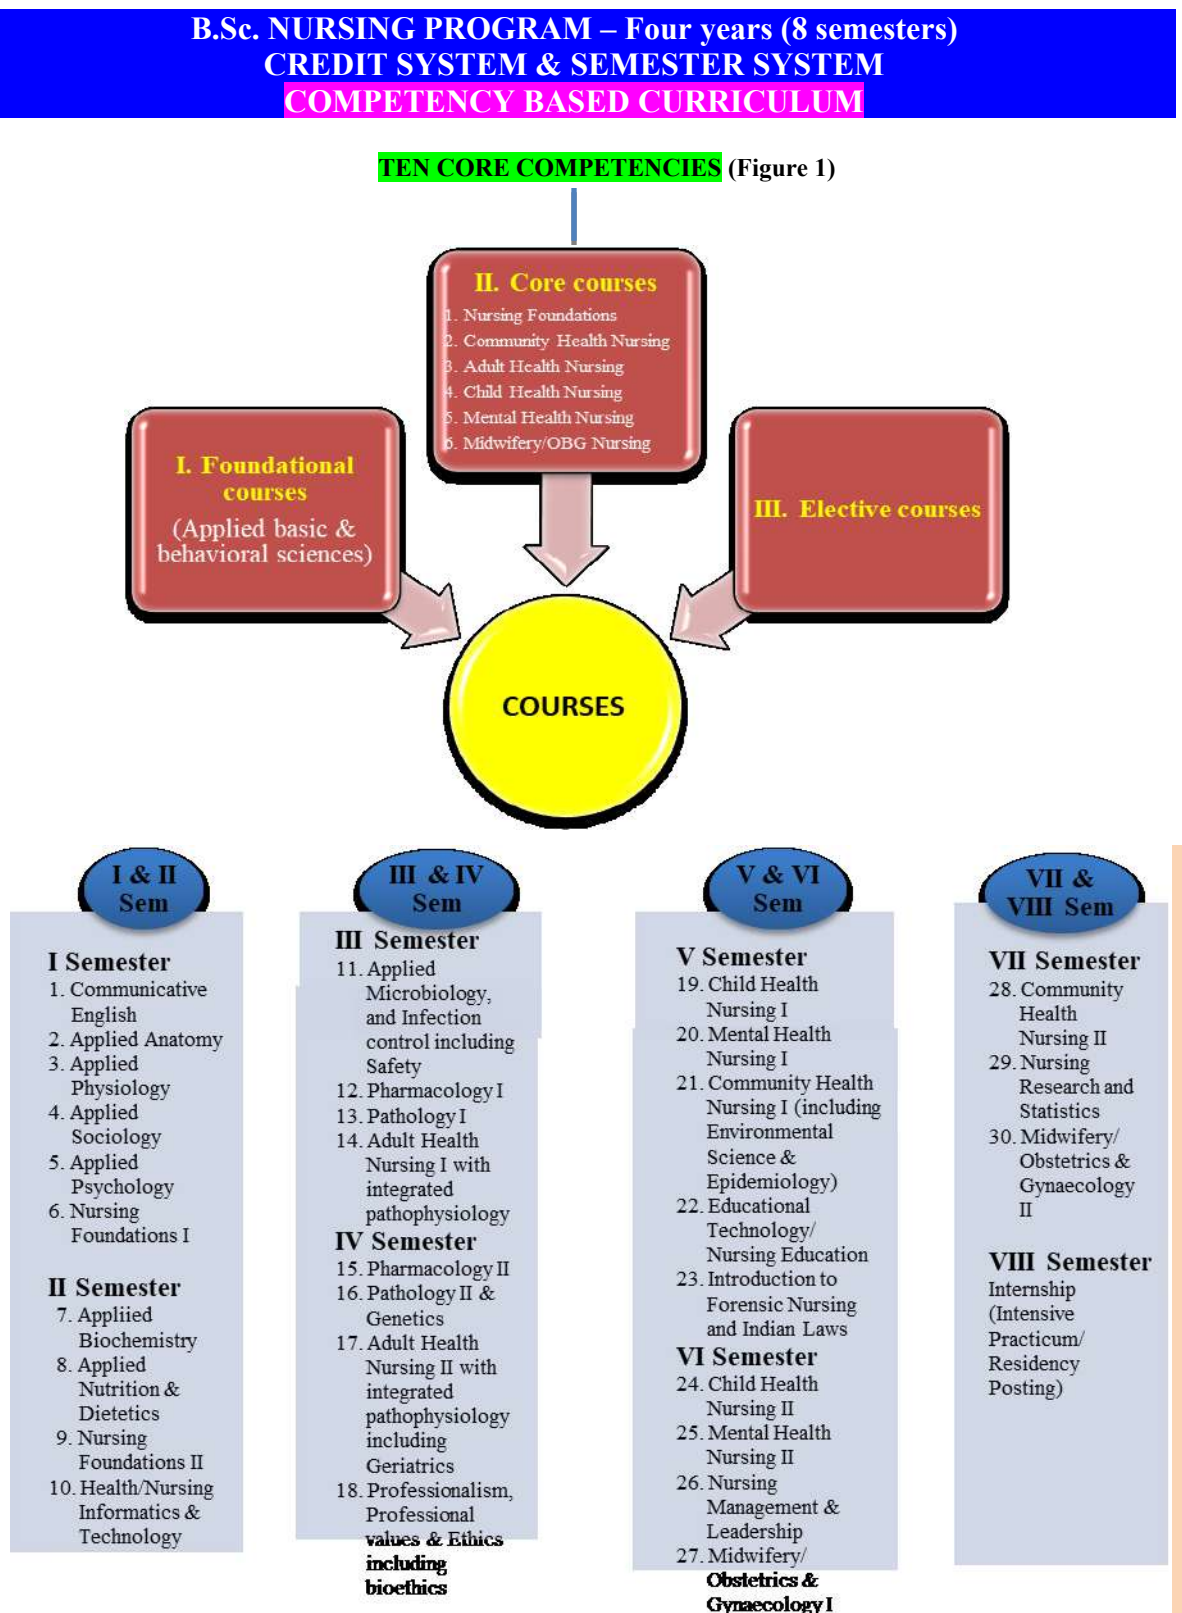 B.Sc. NURSING PROGRAM – Four years (8 semesters)
CREDIT SYSTEM & SEMESTER SYSTEM
COMPETENCY BASED CURRICULUM
TEN CORE COMPETENCIES (Figure 1)
II. Core courses
1. Nursing Foundations
2. Community Health Nursing
3. Adult Health Nursing
4. Child Health Nursing
5. Mental Health Nursing
6. Midwifery/OBG Nursing
I. Foundational
courses
(Applied basic &
behavioral sciences)
III. Elective courses
COURSES
I & II
Sem
I Semester
1. Communicative
English
2. Applied Anatomy
3. Applied
Physiology
4. Applied
Sociology
5. Applied
Psychology
6. Nursing
Foundations I
II Semester
7. Appliied
Biochemistry
8. Applied
Nutrition &
Dietetics
9. Nursing
Foundations II
10. Health/Nursing
Informatics &
Technology
III & IV
Sem
III Semester
11. Applied
Microbiology,
and Infection
control including
Safety
12. Pharmacology I
13. Pathology I
14. Adult Health
Nursing I with
integrated
pathophysiology
IV Semester
15. Pharmacology II
16. Pathology II &
Genetics
17. Adult Health
Nursing II with
integrated
pathophysiology
including
Geriatrics
18. Professionalism,
Professional
values & Ethics
including
bioethics
V & VI
Sem
V Semester
19. Child Health
Nursing I
20. Mental Health
Nursing I
21. Community Health
Nursing I (including
Environmental
Science &
Epidemiology)
22. Educational
Technology/
Nursing Education
23. Introduction to
Forensic Nursing
and Indian Laws
VI Semester
24. Child Health
Nursing II
25. Mental Health
Nursing II
26. Nursing
Management &
Leadership
27. Midwifery/
Obstetrics &
Gynaecology I
VII &
VIII Sem
VII Semester
28. Community
Health
Nursing II
29. Nursing
Research and
Statistics
30. Midwifery/
Obstetrics &
Gynaecology
II
VIII Semester
Internship
(Intensive
Practicum/
Residency
Posting)